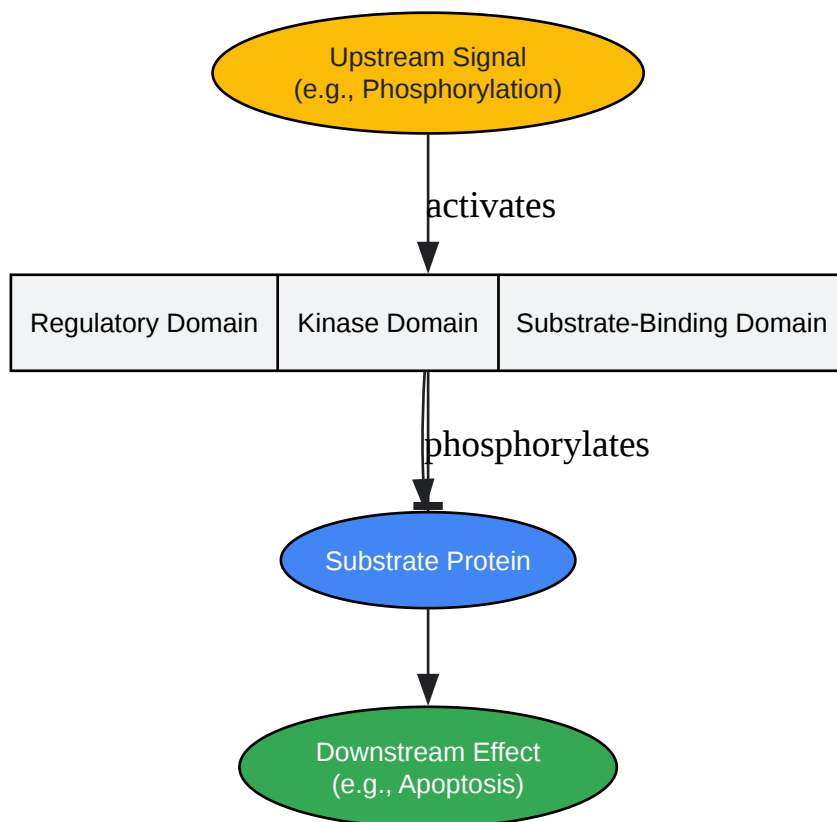 Upstream Signal
(e.g., Phosphorylation)
activates
Regulatory Domain
Kinase Domain
Substrate-Binding Domain
phosphorylates
Substrate Protein
Downstream Effect
(e.g., Apoptosis)